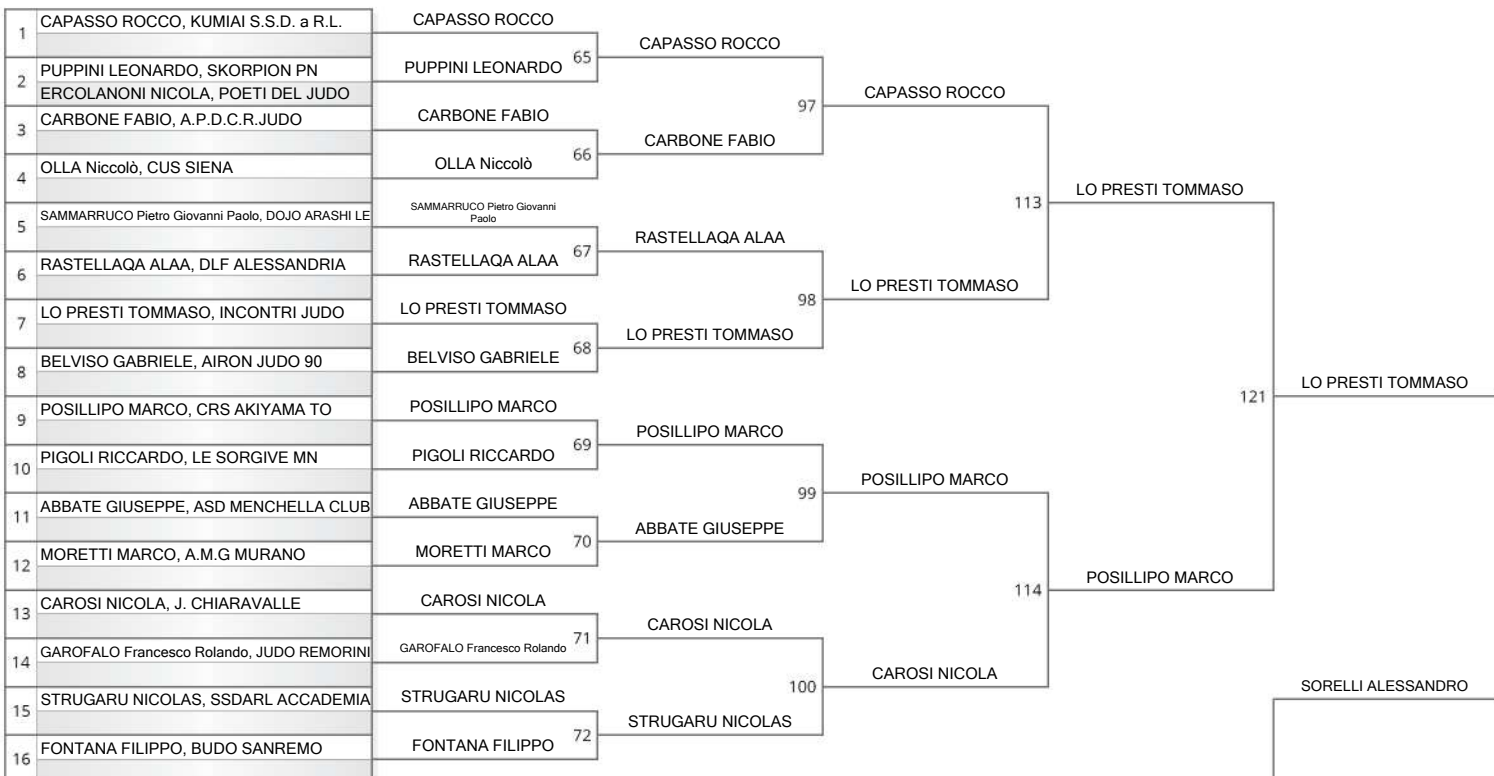 1
CAPASSO ROCCO, KUMIAI S.S.D. a R.L.
2
PUPPINI LEONARDO, SKORPION PN
ERCOLANONI NICOLA, POETI DEL JUDO
3
CARBONE FABIO, A.P.D.C.R.JUDO
4
OLLA Niccolò, CUS SIENA
5
SAMMARRUCO Pietro Giovanni Paolo, DOJO ARASHI LE
6
RASTELLAQA ALAA, DLF ALESSANDRIA
7
LO PRESTI TOMMASO, INCONTRI JUDO
8
BELVISO GABRIELE, AIRON JUDO 90
9
POSILLIPO MARCO, CRS AKIYAMA TO
10
PIGOLI RICCARDO, LE SORGIVE MN
11
ABBATE GIUSEPPE, ASD MENCHELLA CLUB
12
MORETTI MARCO, A.M.G MURANO
13
CAROSI NICOLA, J. CHIARAVALLE
14
GAROFALO Francesco Rolando, JUDO REMORINI
15
STRUGARU NICOLAS, SSDARL ACCADEMIA
16
FONTANA FILIPPO, BUDO SANREMO
CAPASSO ROCCO
65
PUPPINI LEONARDO
CARBONE FABIO
66
OLLA Niccolò
SAMMARRUCO Pietro Giovanni
Paolo
67
RASTELLAQA ALAA
LO PRESTI TOMMASO
68
BELVISO GABRIELE
POSILLIPO MARCO
69
PIGOLI RICCARDO
ABBATE GIUSEPPE
70
MORETTI MARCO
CAROSI NICOLA
71
GAROFALO Francesco Rolando
STRUGARU NICOLAS
72
FONTANA FILIPPO
CAPASSO ROCCO
97
CARBONE FABIO
RASTELLAQA ALAA
98
LO PRESTI TOMMASO
POSILLIPO MARCO
99
ABBATE GIUSEPPE
CAROSI NICOLA
100
STRUGARU NICOLAS
CAPASSO ROCCO
113
LO PRESTI TOMMASO
POSILLIPO MARCO
114
CAROSI NICOLA
LO PRESTI TOMMASO
121
POSILLIPO MARCO
LO PRESTI TOMMASO
SORELLI ALESSANDRO